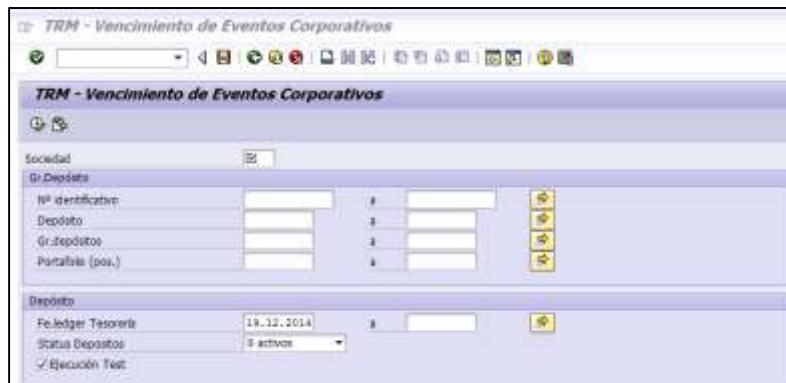 TRM - Vencimiento de Eventos Corporativos
TRM - Vencimiento de Eventos Corporativos
Sociedad
Gr.Depósito
Nº identificativo a
Depósito a
Gr.depósitos a
Portafolio (pos.) a
Depósito
Fe.ledger Tesorería 19.12.2014 a
Status Depositos activos
Ejecución Test